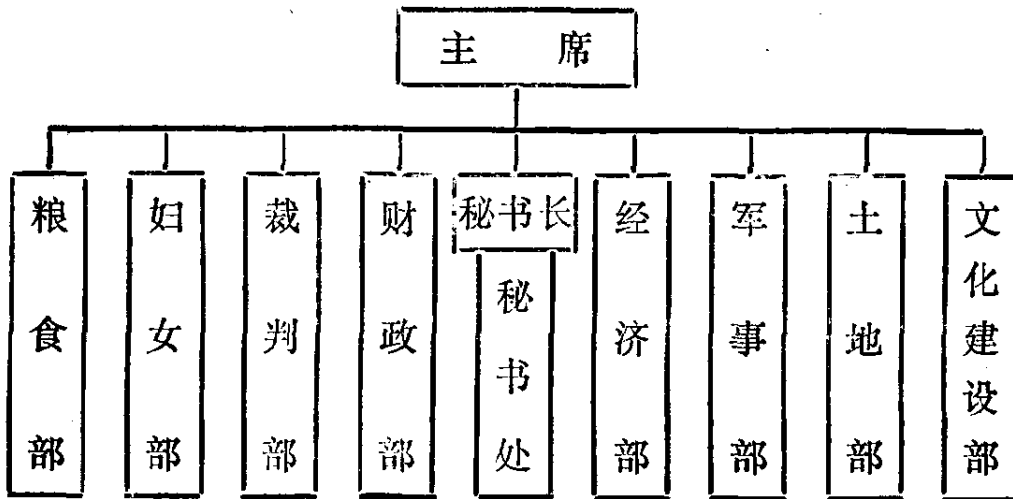 主席
粮食部
妇女部
裁判部
财政部
秘书长
秘书处
经济部
军事部
土地部
文化建设部